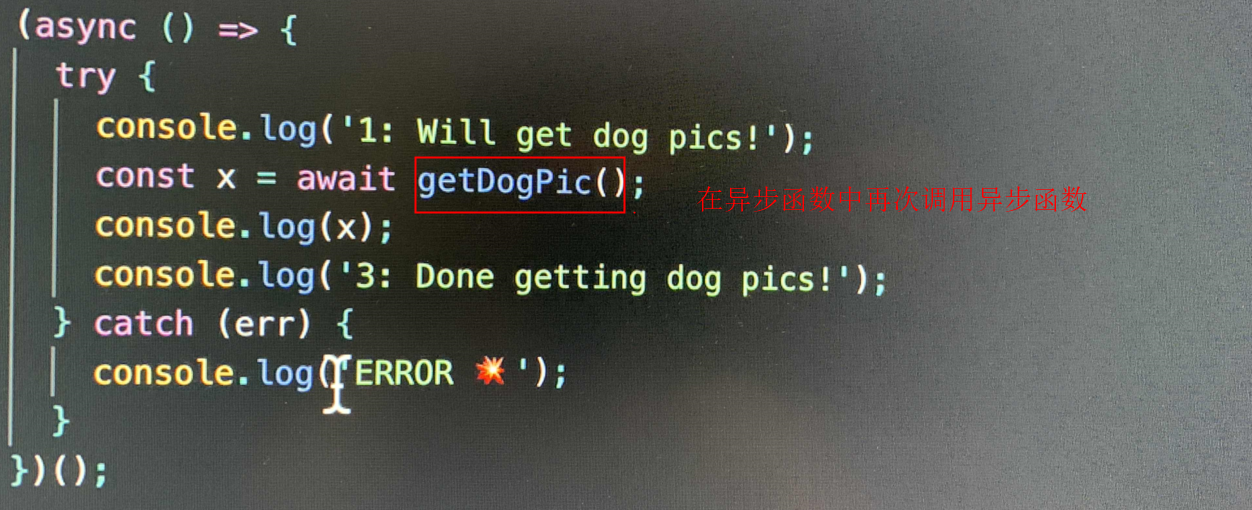 (async () => {
try {
console.log('1: Will get dog pics!');
const x = await getDogPic();
在异步函数中再次调用异步函数
console.log(x);
console.log('3: Done getting dog pics!');
} catch (err) {
console.log('ERROR 💥');
}
})();